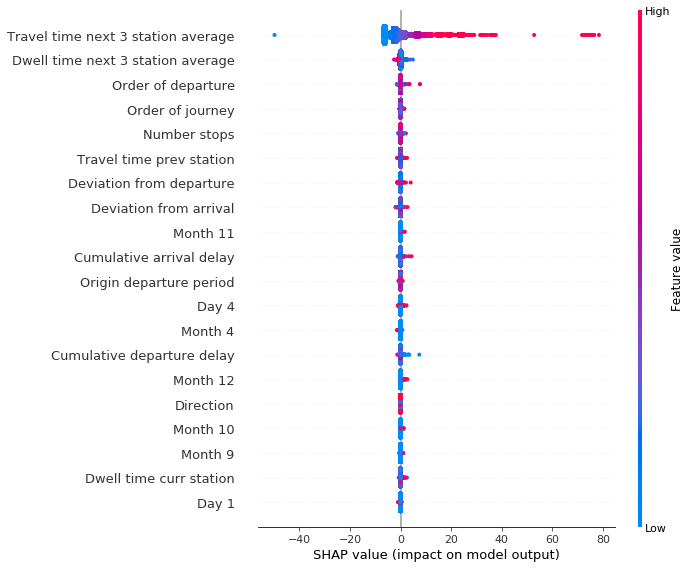 High
Travel time next 3 station average
Dwell time next 3 station average
Order of departure
Order of journey
Number stops
Travel time prev station
Deviation from departure
Deviation from arrival
Month 11
Cumulative arrival delay
Origin departure period
Day 4
Month 4
Cumulative departure delay
Month 12
Direction
Month 10
Month 9
Dwell time curr station
Day 1
Feature value
Low
−40 −20 0 20 40 60 80
SHAP value (impact on model output)